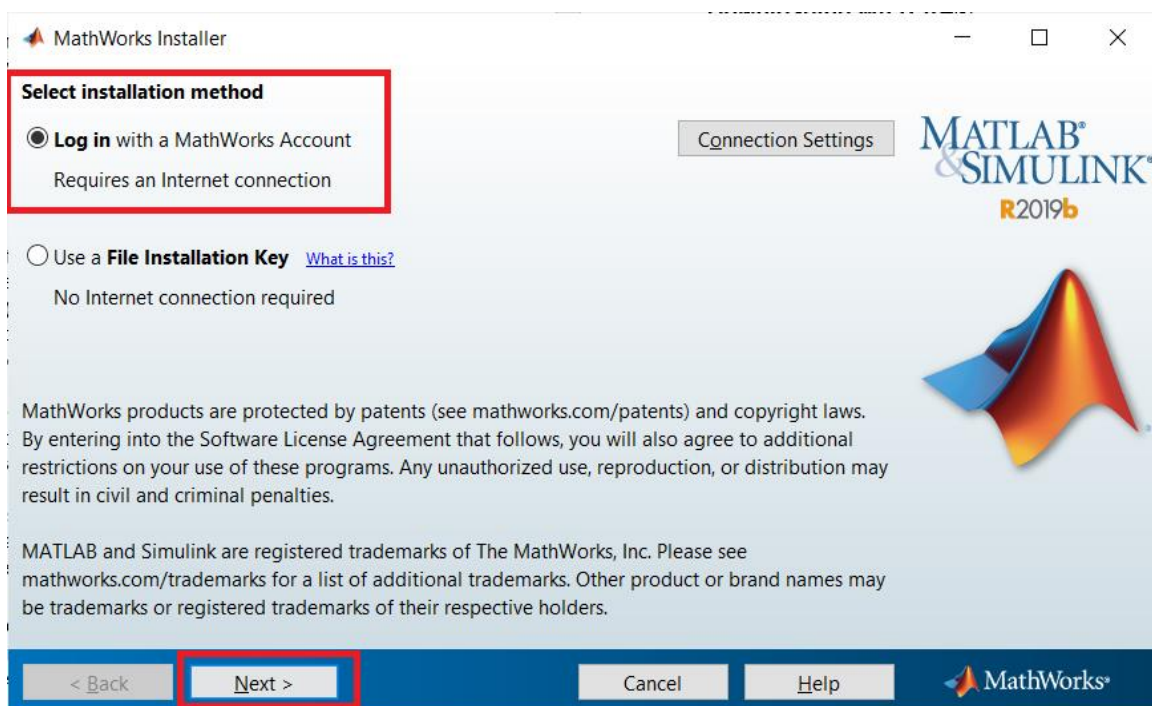 MathWorks Installer
Select installation method
Log in with a MathWorks Account
Requires an Internet connection
Connection Settings
MATLAB®
&SIMULINK®
R2019b
Use a File Installation Key What is this?
No Internet connection required
MathWorks products are protected by patents (see mathworks.com/patents) and copyright laws.
By entering into the Software License Agreement that follows, you will also agree to additional
restrictions on your use of these programs. Any unauthorized use, reproduction, or distribution may
result in civil and criminal penalties.
MATLAB and Simulink are registered trademarks of The MathWorks, Inc. Please see
mathworks.com/trademarks for a list of additional trademarks. Other product or brand names may
be trademarks or registered trademarks of their respective holders.
< Back Next > Cancel Help MathWorks®